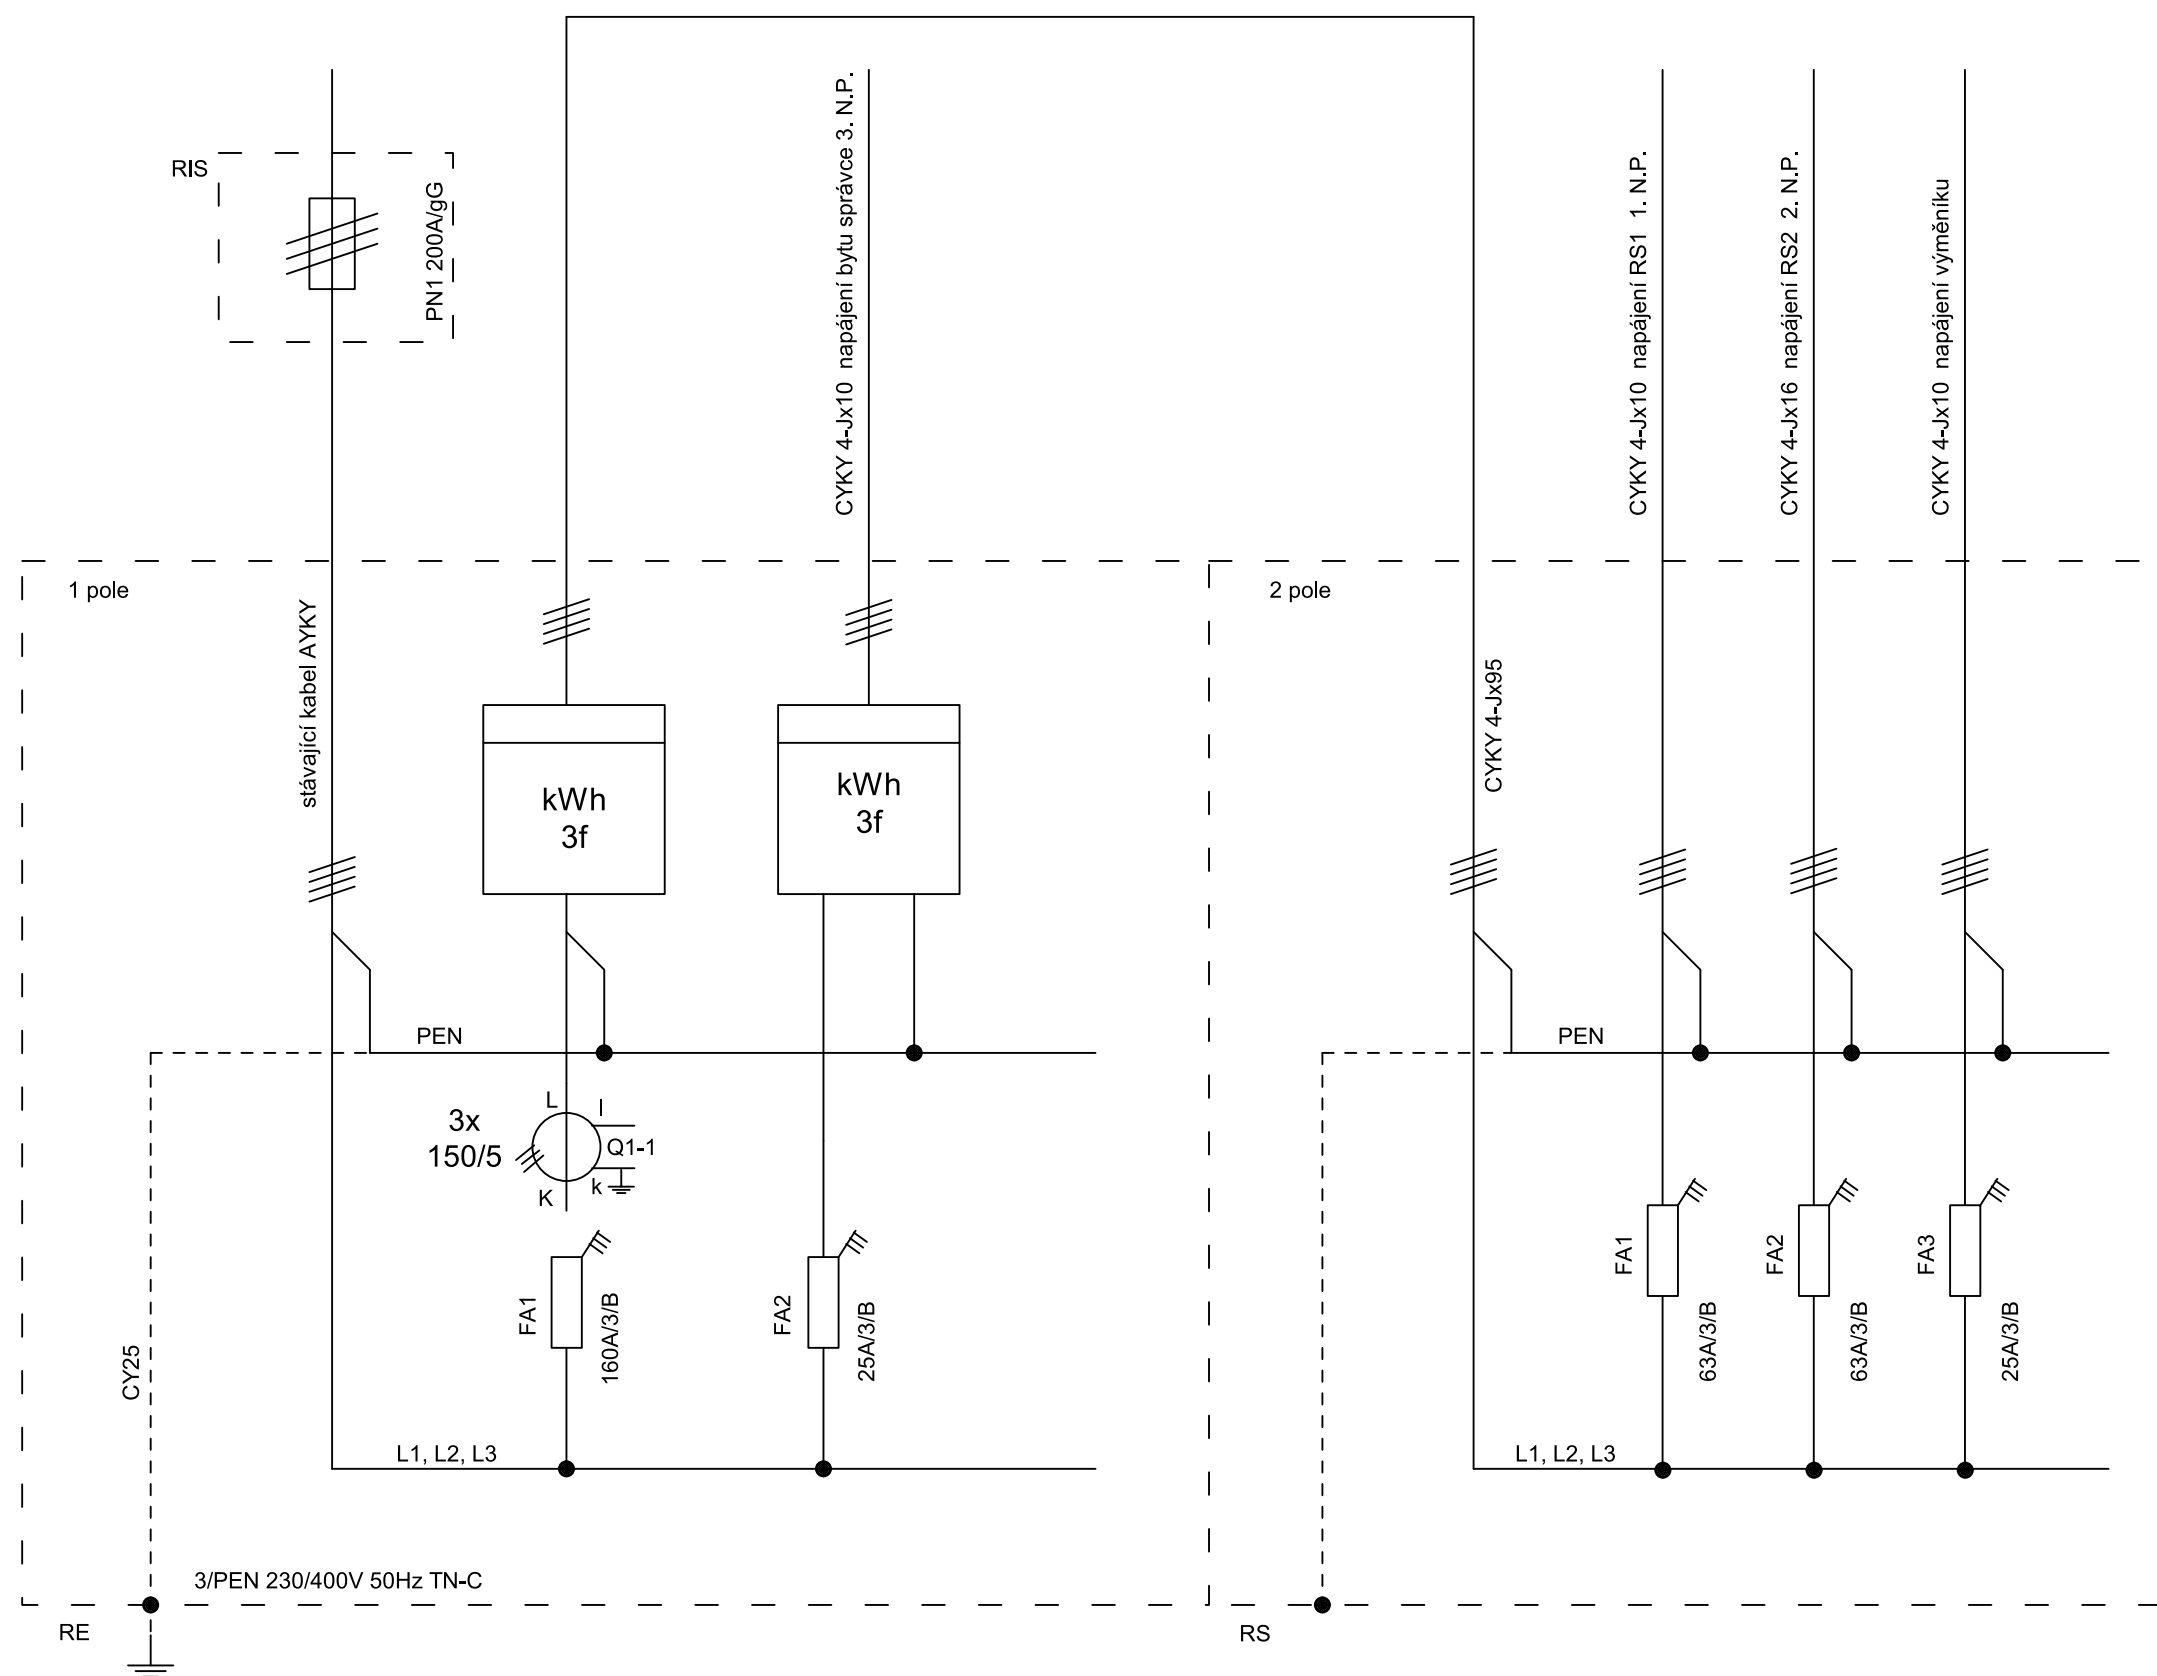 RIS
PN1 200A/gG
CYKY 4-Jx10 napájení bytu správce 3. N.P.
CYKY 4-Jx10 napájení RS1 1. N.P.
CYKY 4-Jx16 napájení RS2 2. N.P.
CYKY 4-Jx10 napájení výměníku
1 pole
2 pole
stávající kabel AYKY
CYKY 4-Jx95
kWh
3f
kWh
3f
PEN
PEN
3x
150/5
L
l
Q1-1
K
k
FA1
160A/3/B
FA2
25A/3/B
FA1
63A/3/B
FA2
63A/3/B
FA3
25A/3/B
CY25
L1, L2, L3
L1, L2, L3
3/PEN 230/400V 50Hz TN-C
RE
RS